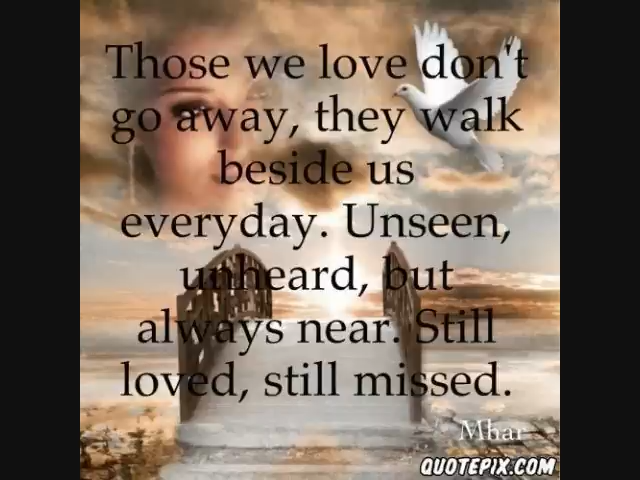 Those we love don't
go away, they walk
beside us
everyday. Unseen,
unheard, but
always near. Still
loved, still missed.
Mhar
QUOTEPIX.COM